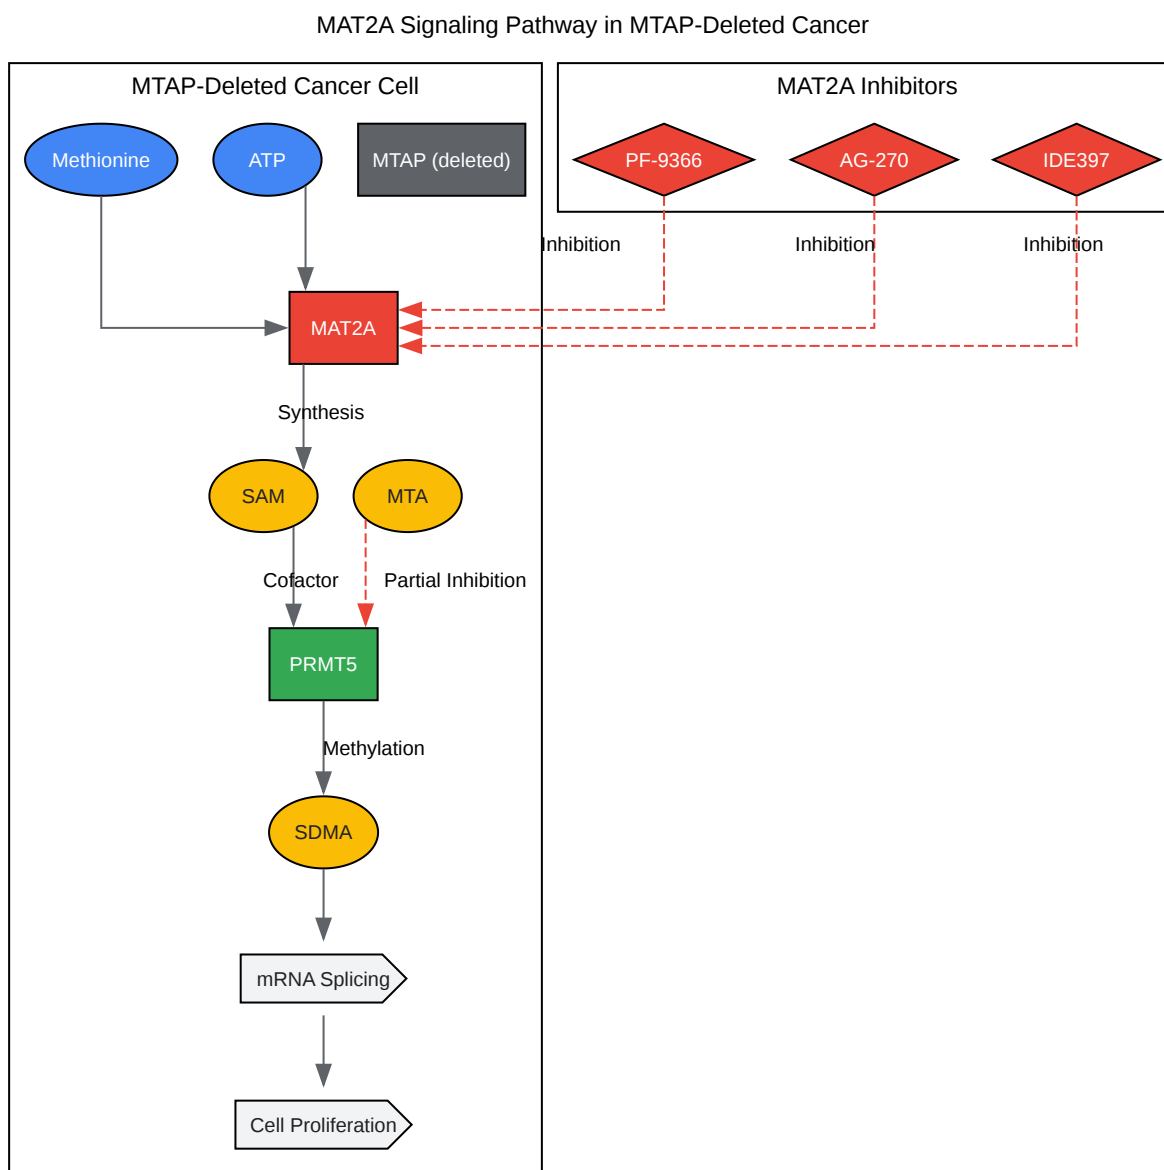 MAT2A Signaling Pathway in MTAP-Deleted Cancer
MTAP-Deleted Cancer Cell
MAT2A Inhibitors
Methionine
ATP
MTAP (deleted)
PF-9366
AG-270
IDE397
Inhibition
Inhibition
Inhibition
MAT2A
Synthesis
SAM
MTA
Cofactor
Partial Inhibition
PRMT5
Methylation
SDMA
mRNA Splicing
Cell Proliferation